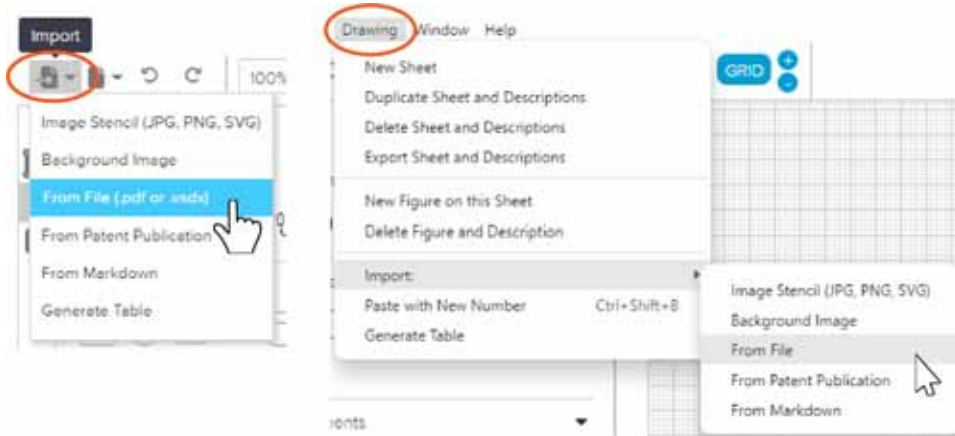 Import
100%
Image Stencil (JPG, PNG, SVG)
Background Image
From File (.pdf or .vsdx)
From Patent Publication
From Markdown
Generate Table
Drawing Window Help
New Sheet
Duplicate Sheet and Descriptions
Delete Sheet and Descriptions
Export Sheet and Descriptions
New Figure on this Sheet
Delete Figure and Description
Import:
Paste with New Number Ctrl+Shift+B
Generate Table
GRID
Image Stencil (JPG, PNG, SVG)
Background Image
From File
From Patent Publication
From Markdown